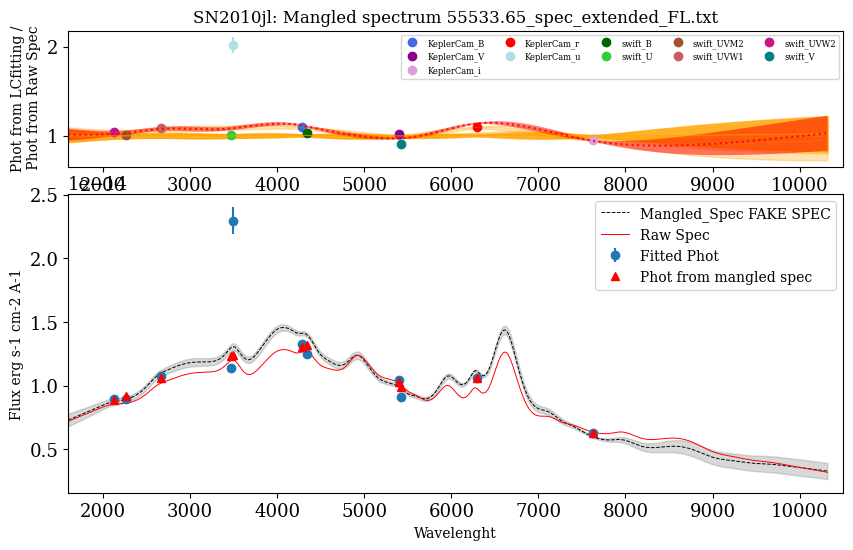 SN2010jl: Mangled spectrum 55533.65_spec_extended_FL.txt
Phot from LCfitting /
Phot from Raw Spec
2
1
KeplerCam_B KeplerCam_r swift_B swift_UVM2 swift_UVW2
KeplerCam_V KeplerCam_u swift_U swift_UVW1 swift_V
KeplerCam_i
2000 3000 4000 5000 6000 7000 8000 9000 10000
1e−14
Flux erg s-1 cm-2 A-1
2.5
2.0
1.5
1.0
0.5
Mangled_Spec FAKE SPEC
Raw Spec
Fitted Phot
Phot from mangled spec
2000 3000 4000 5000 6000 7000 8000 9000 10000
Wavelenght